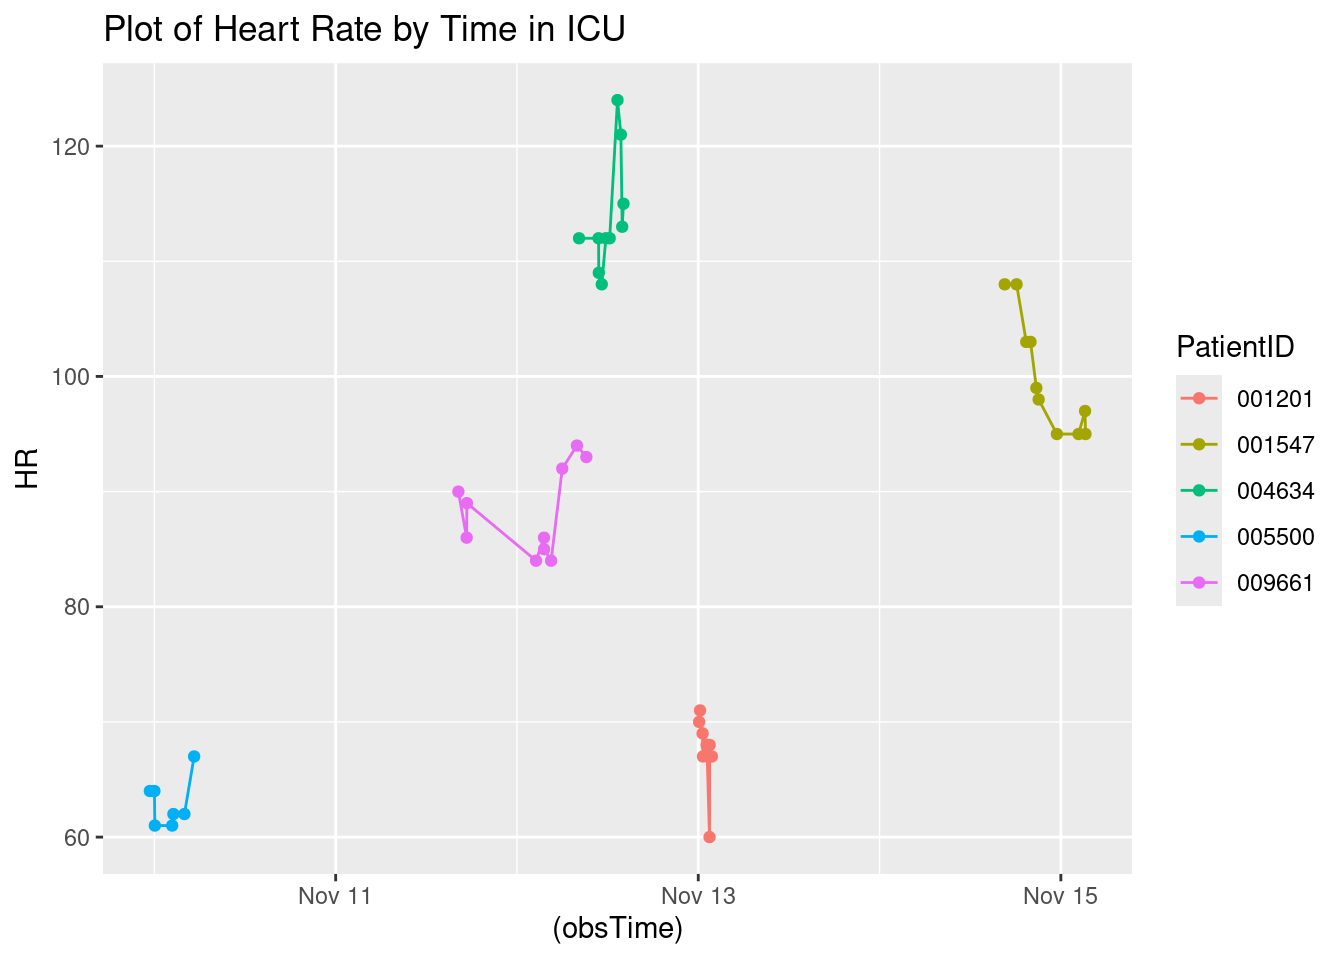 Plot of Heart Rate by Time in ICU
120
100
80
60
HR
Nov 11
Nov 13
Nov 15
(obsTime)
PatientID
001201
001547
004634
005500
009661